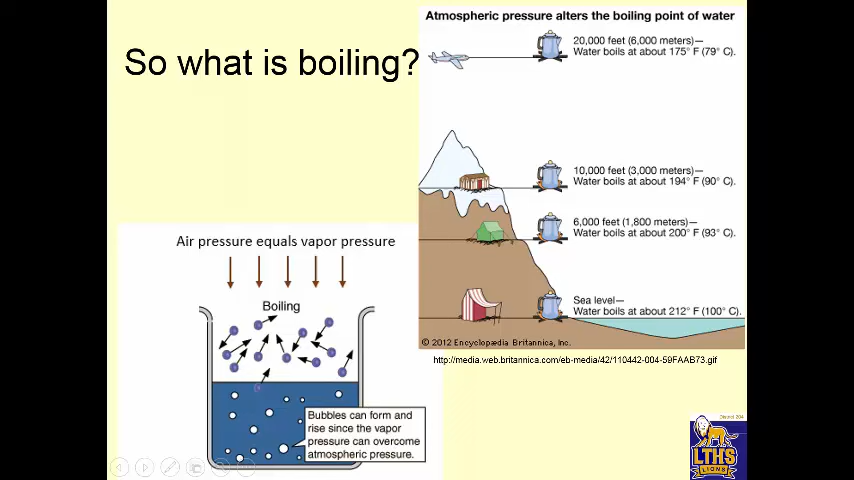 So what is boiling?
Atmospheric pressure alters the boiling point of water
20,000 feet (6,000 meters)—
Water boils at about 175° F (79° C).
10,000 feet (3,000 meters)—
Water boils at about 194° F (90° C).
6,000 feet (1,800 meters)—
Water boils at about 200° F (93° C).
Sea level—
Water boils at about 212° F (100° C).
© 2012 Encyclopædia Britannica, Inc.
http://media.web.britannica.com/eb-media/42/110442-004-59FAAB73.gif
Air pressure equals vapor pressure
Boiling
Bubbles can form and
rise since the vapor
pressure can overcome
atmospheric pressure.
District 204
LTHS
LIONS